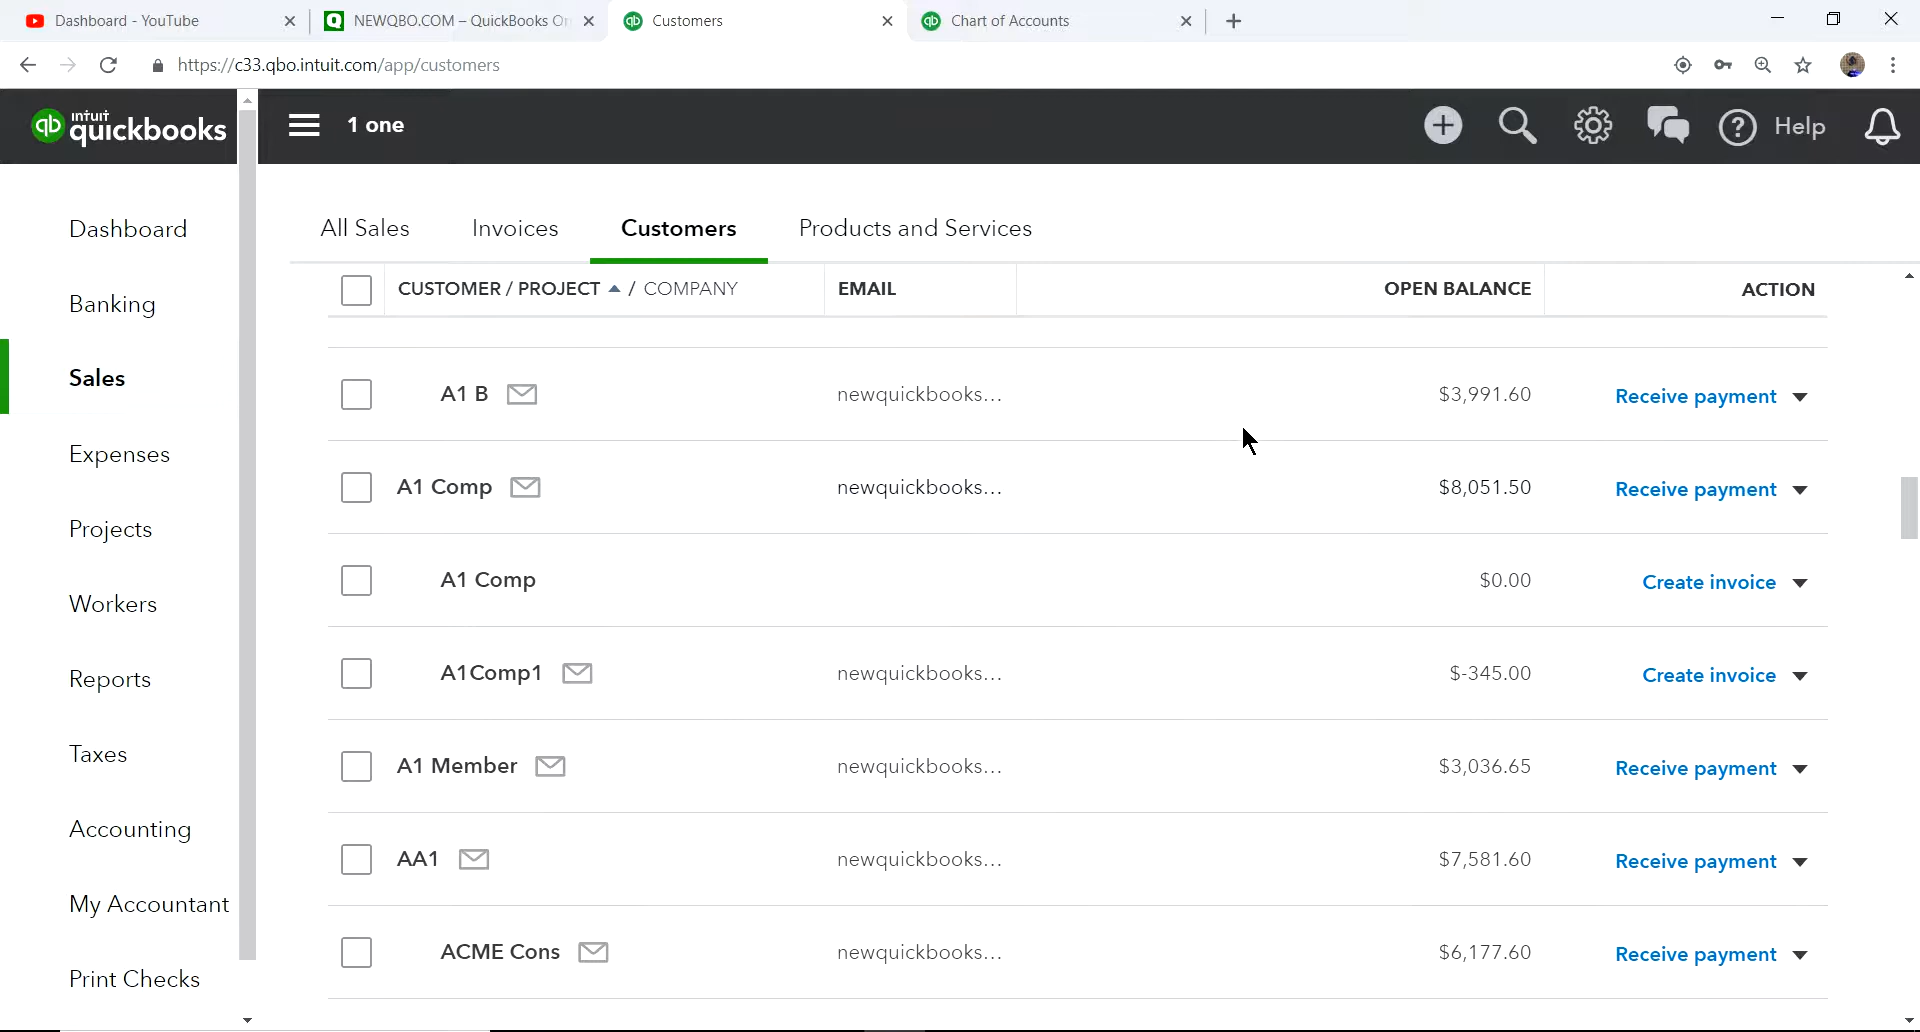 Dashboard - YouTube
NEWQBO.COM – QuickBooks On
Customers
Chart of Accounts
https://c33.qbo.intuit.com/app/customers
qb intuit quickbooks
1 one
Help
Dashboard
Banking
Sales
Expenses
Projects
Workers
Reports
Taxes
Accounting
My Accountant
Print Checks
All Sales Invoices Customers Products and Services
CUSTOMER / PROJECT / COMPANY EMAIL OPEN BALANCE ACTION
A1 B newquickbooks... $3,991.60 Receive payment
A1 Comp newquickbooks... $8,051.50 Receive payment
A1 Comp $0.00 Create invoice
A1Comp1 newquickbooks... $-345.00 Create invoice
A1 Member newquickbooks... $3,036.65 Receive payment
AA1 newquickbooks... $7,581.60 Receive payment
ACME Cons newquickbooks... $6,177.60 Receive payment